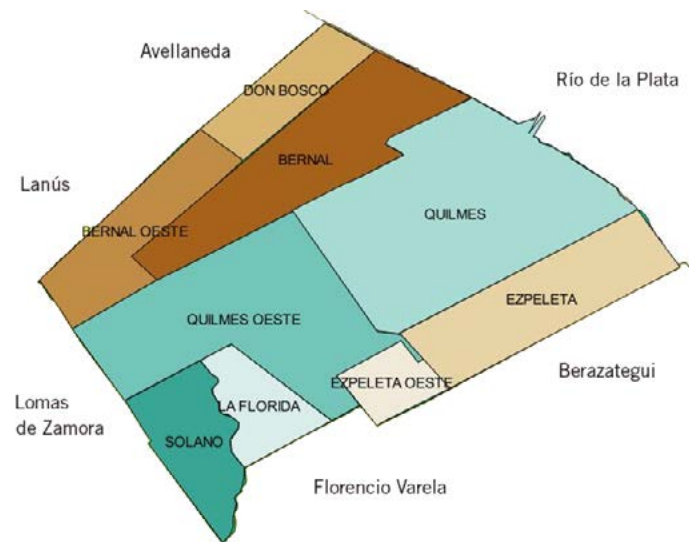 Avellaneda
Río de la Plata
DON BOSCO
BERNAL
Lanús
QUILMES
BERNAL OESTE
EZPELETA
QUILMES OESTE
Berazategui
EZPELETA OESTE
Lomas
de Zamora
LA FLORIDA
SOLANO
Florencio Varela